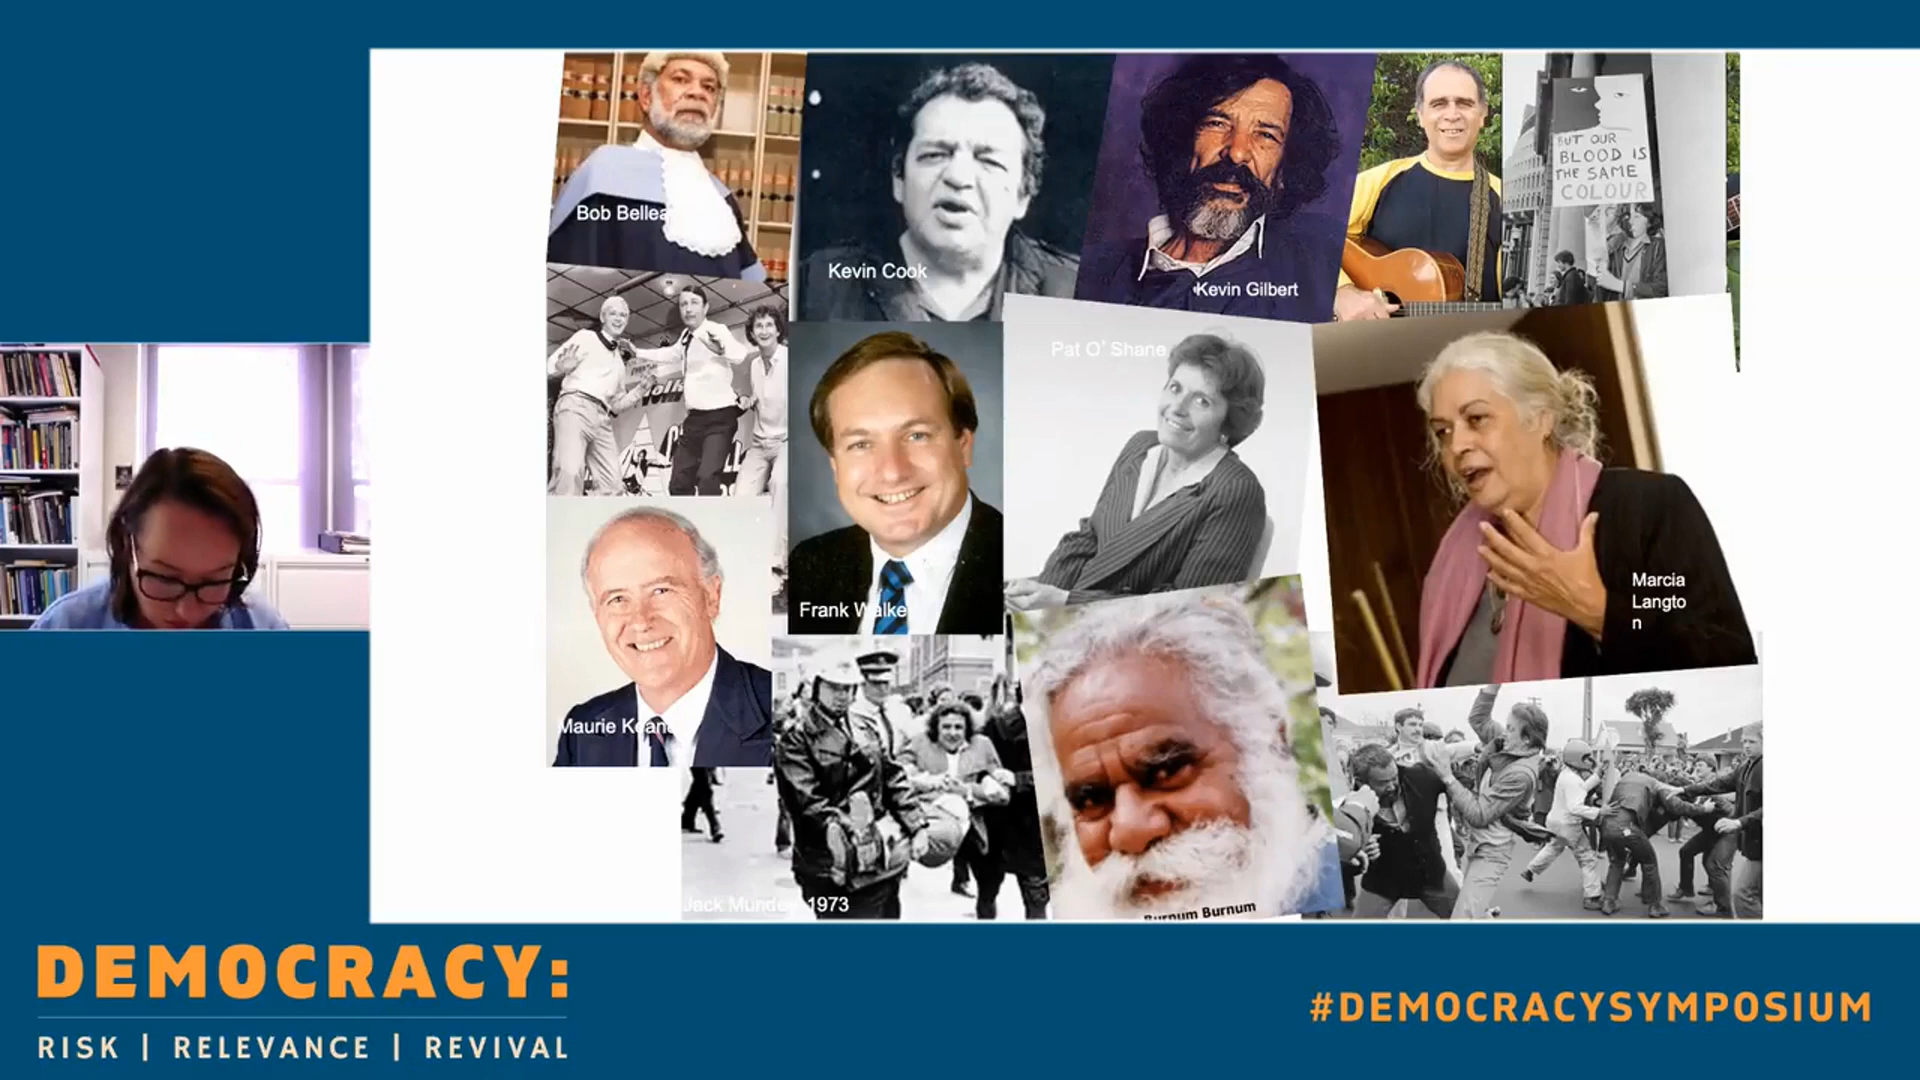 BUT OUR
BLOOD IS
THE SAME
COLOUR
Bob Bellea
Kevin Cook
Kevin Gilbert
Pat O' Shane
Frank Walke
Marcia
Langto
n
Maurie Keane
Jack Munde 1973
Burnum Burnum
DEMOCRACY:
RISK | RELEVANCE | REVIVAL
#DEMOCRACYSYMPOSIUM